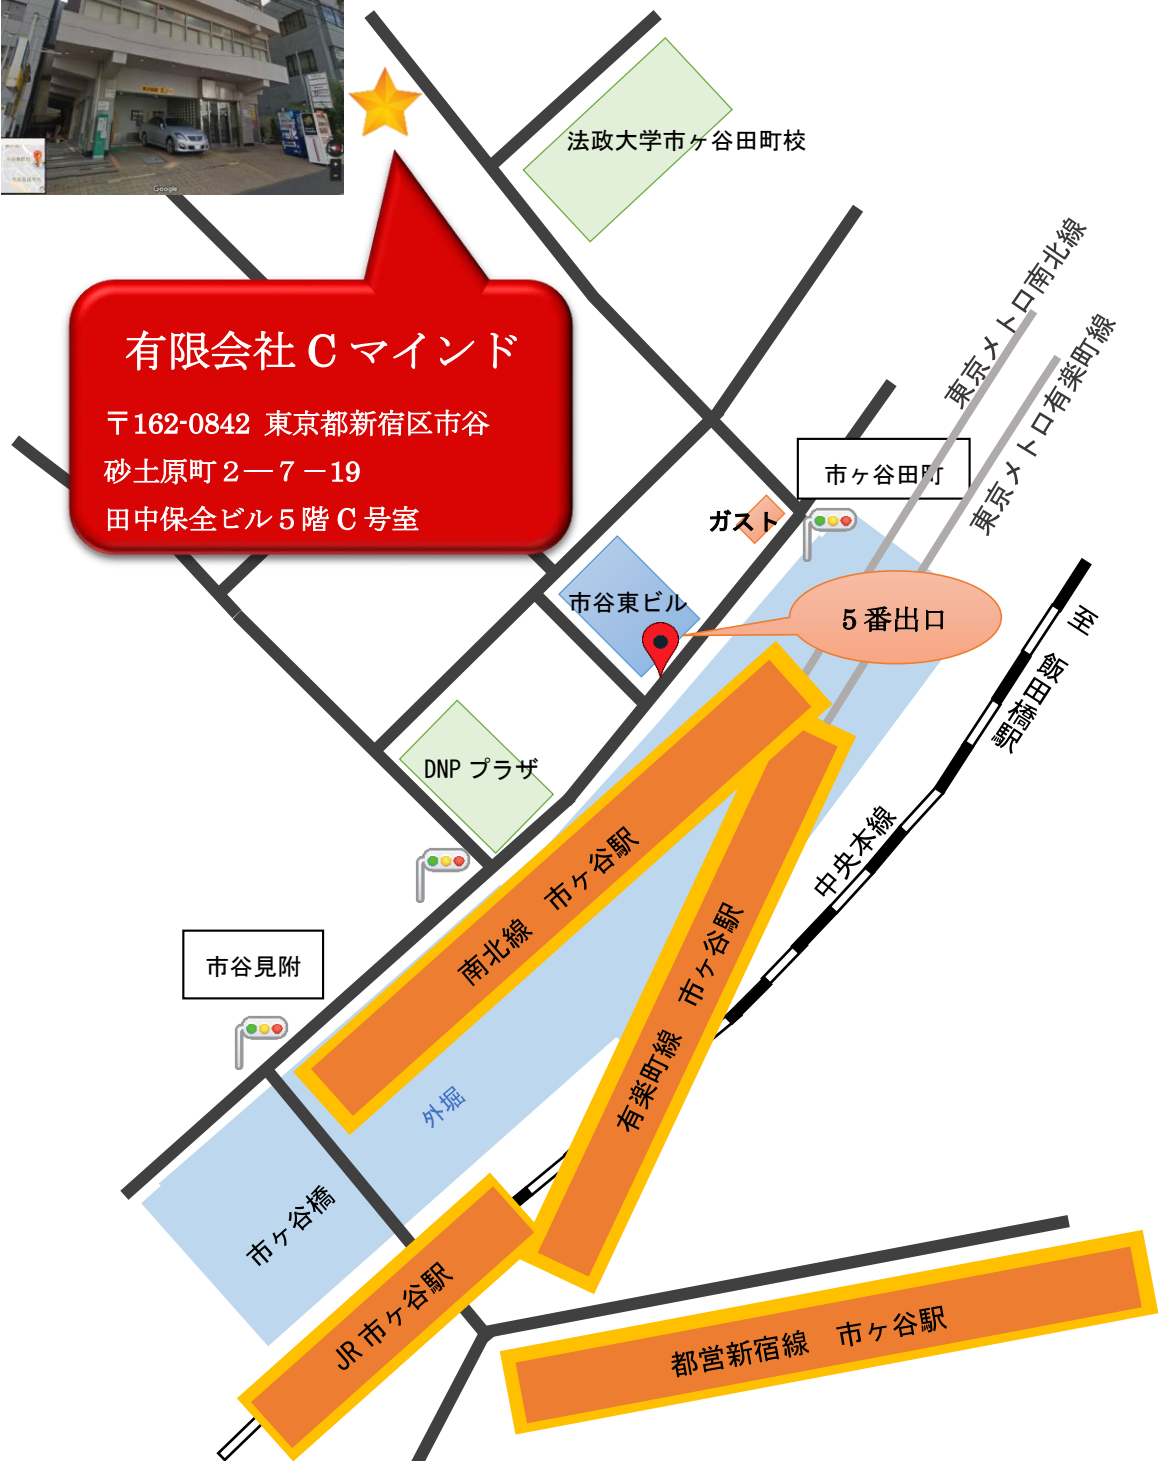 Google
法政大学市ヶ谷田町校
有限会社 C マインド
〒162-0842 東京都新宿区市谷
砂土原町２―７－19
田中保全ビル５階 C 号室
東京メトロ南北線
東京メトロ有楽町線
市ヶ谷田町
ガスト
市谷東ビル
５番出口
至 飯田橋駅
DNP プラザ
中央本線
南北線 市ヶ谷駅
有楽町線 市ヶ谷駅
市谷見附
外堀
市ヶ谷橋
JR 市ヶ谷駅
都営新宿線 市ヶ谷駅